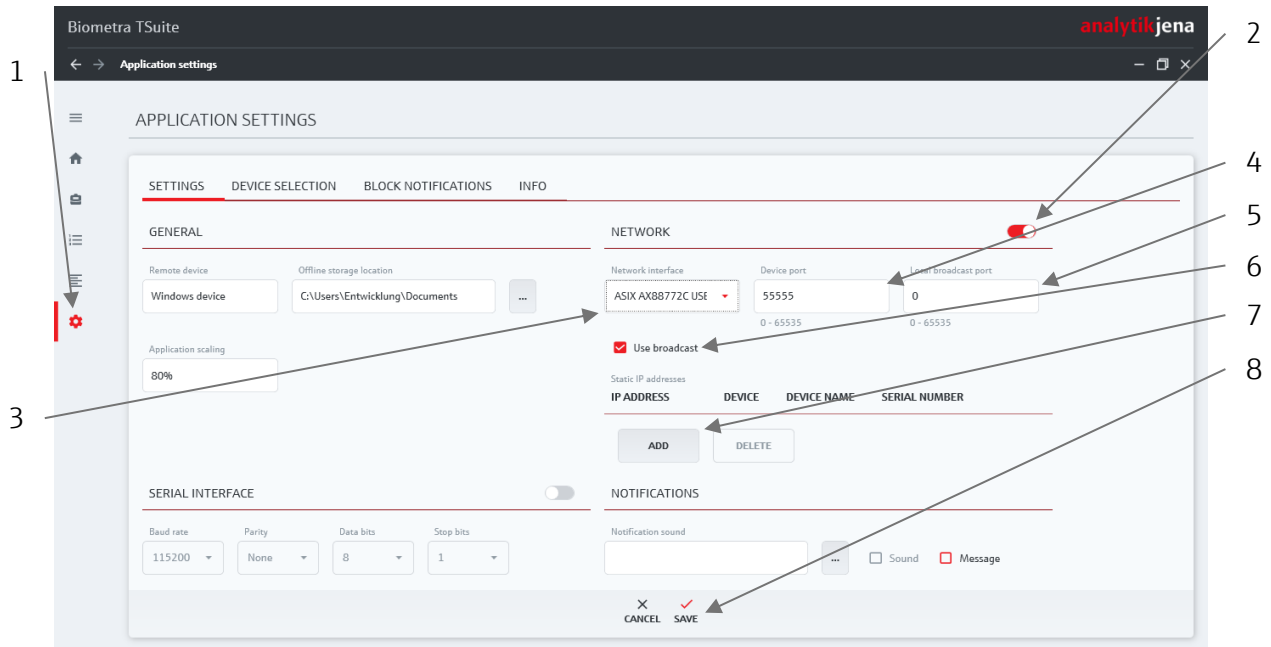 Biometra TSuite
analytikjena
Application settings
1
2
3
4
5
6
7
8
APPLICATION SETTINGS
SETTINGS DEVICE SELECTION BLOCK NOTIFICATIONS INFO
GENERAL
Remote device Offline storage location
Windows device C:\Users\Entwicklung\Documents ...
Application scaling
80%
NETWORK
Network interface Device port Local broadcast port
ASIX AX88772C USE 55555 0
0 - 65535 0 - 65535
Use broadcast
Static IP addresses
IP ADDRESS DEVICE DEVICE NAME SERIAL NUMBER
ADD DELETE
SERIAL INTERFACE
Baud rate Parity Data bits Stop bits
115200 None 8 1
NOTIFICATIONS
Notification sound
... Sound Message
CANCEL SAVE